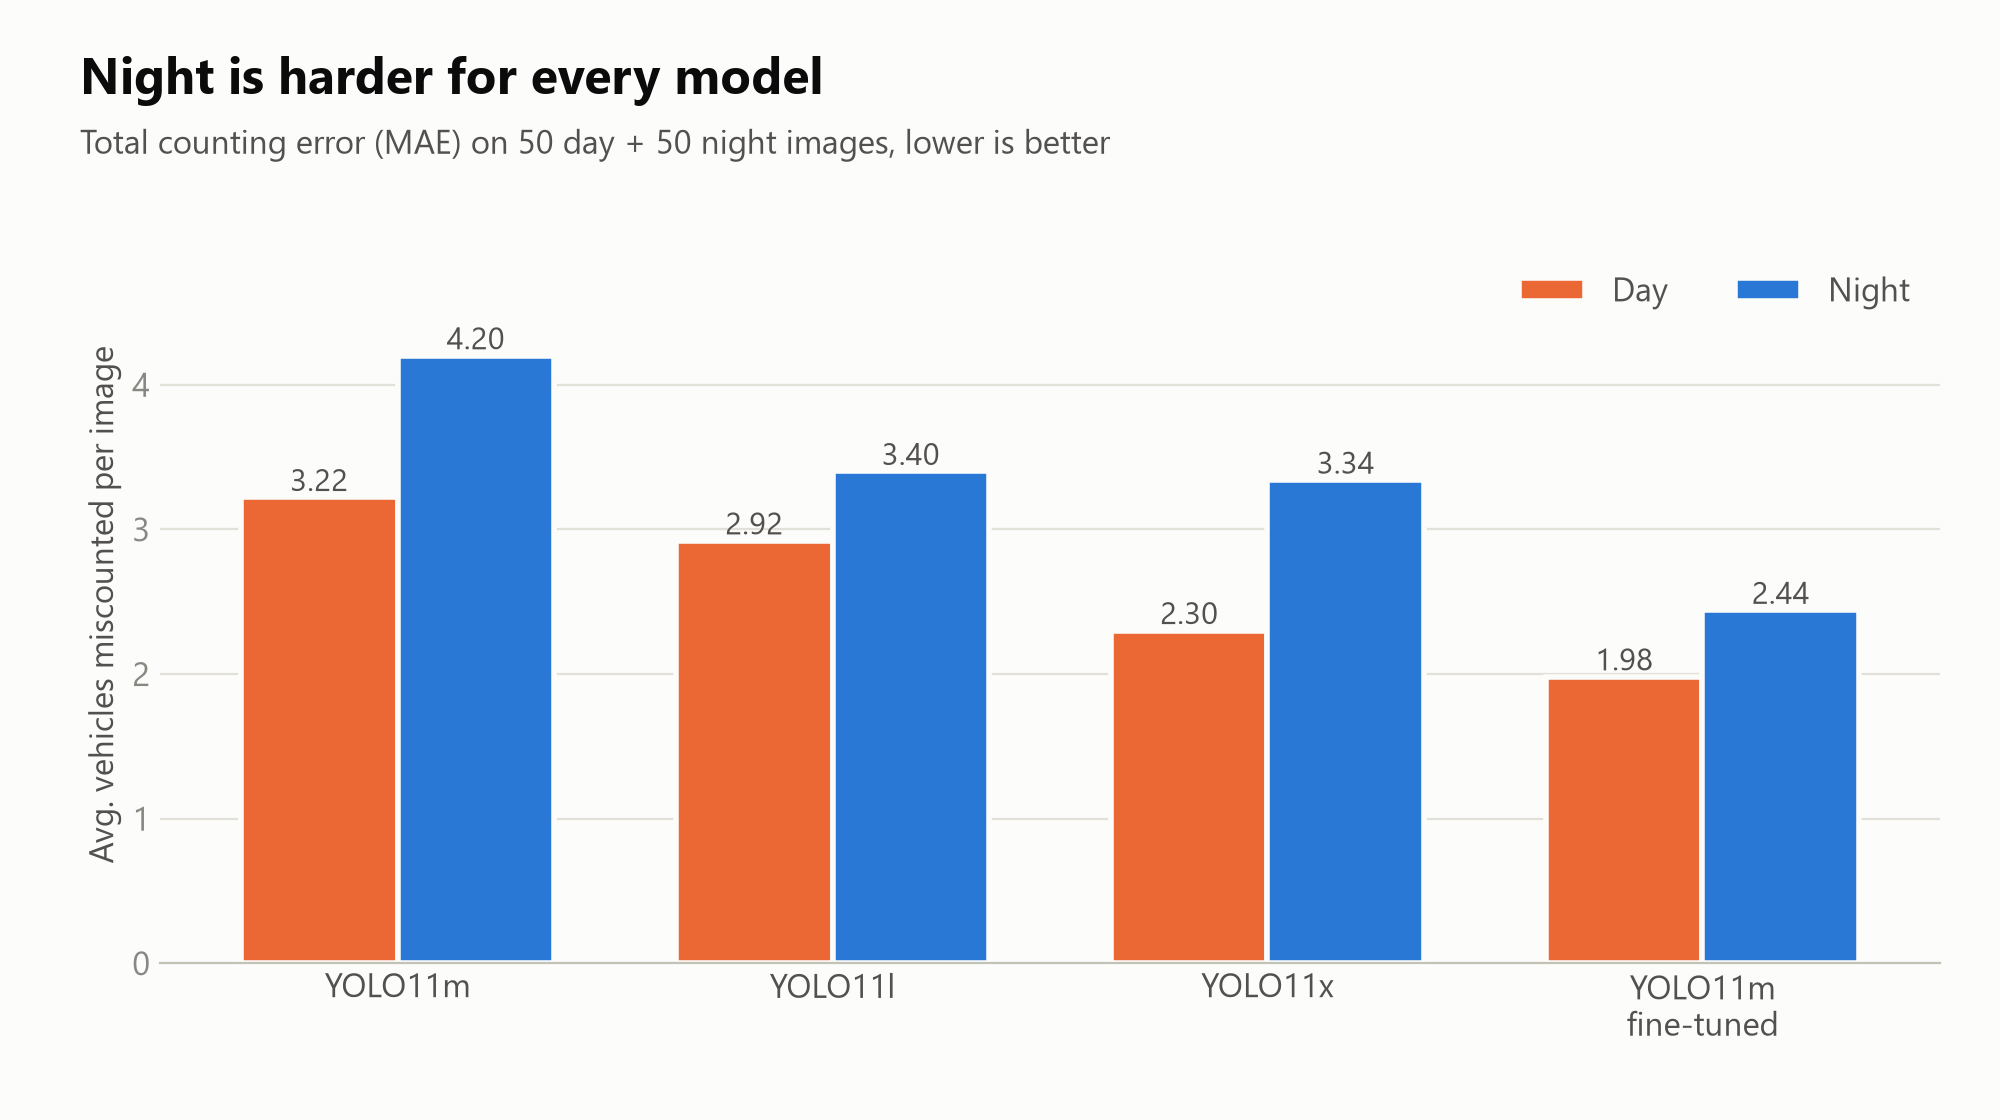 Night is harder for every model
Total counting error (MAE) on 50 day + 50 night images, lower is better
Day
Night
Avg. vehicles miscounted per image
4
3
2
1
0
3.22
4.20
2.92
3.40
2.30
3.34
1.98
2.44
YOLO11m
YOLO11l
YOLO11x
YOLO11m
fine-tuned